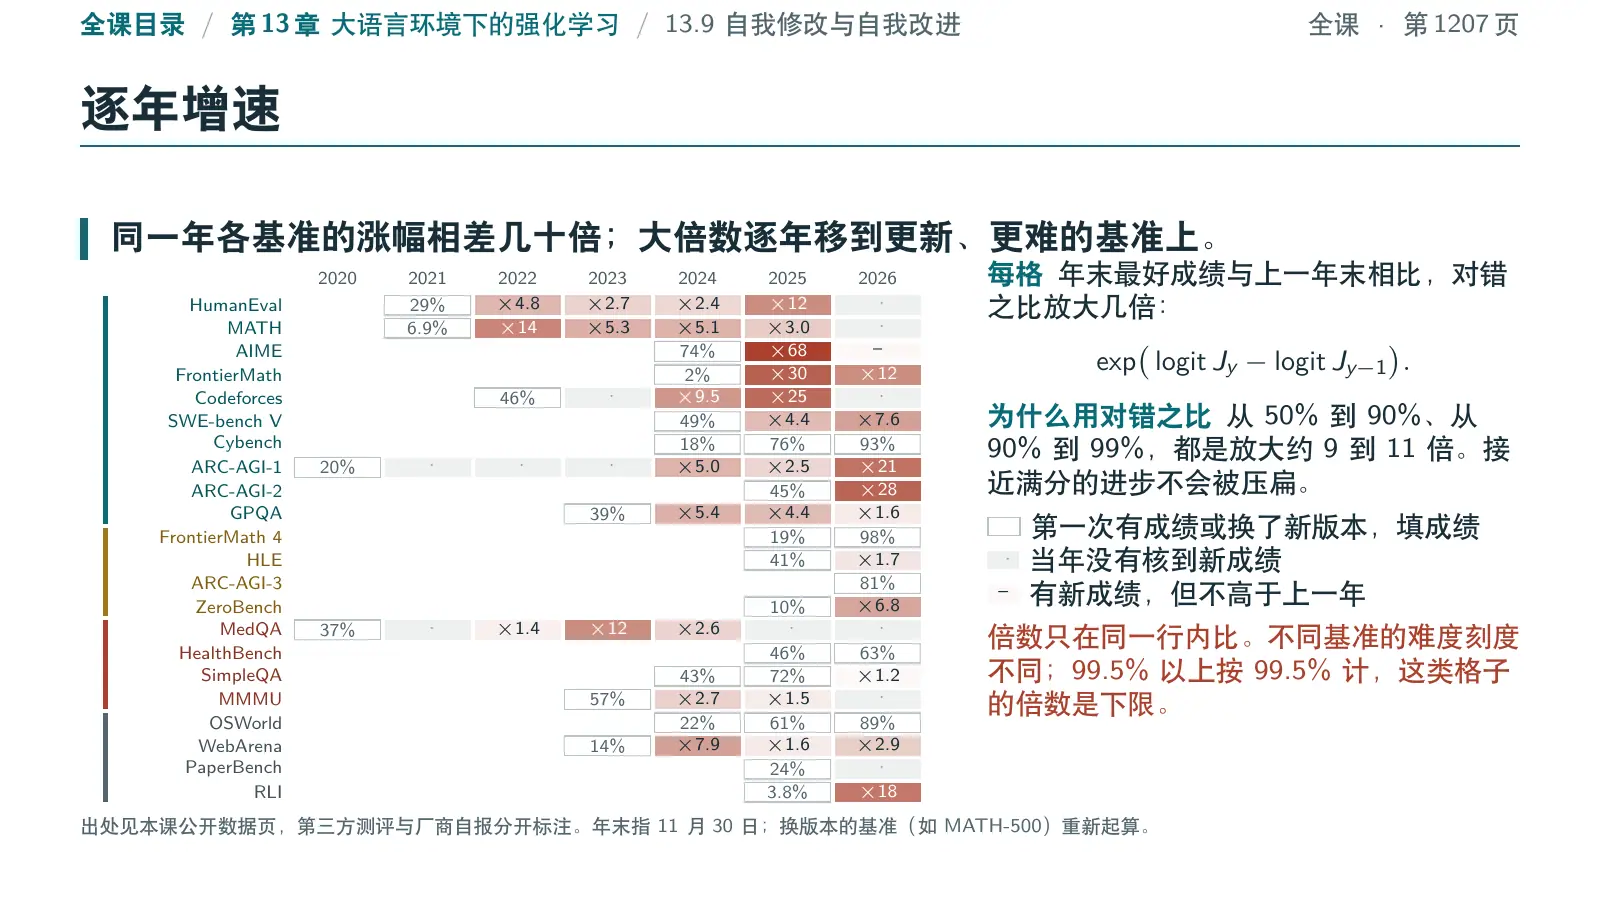 全课目录 / 第13章 大语言环境下的强化学习 / 13.9 自我修改与自我改进
全课 · 第1207页
逐年增速
同一年各基准的涨幅相差几十倍；大倍数逐年移到更新、更难的基准上。
2020 2021 2022 2023 2024 2025 2026
HumanEval 29% ×4.8 ×2.7 ×2.4 ×12 ·
MATH 6.9% ×14 ×5.3 ×5.1 ×3.0 ·
AIME 74% ×68 –
FrontierMath 2% ×30 ×12
Codeforces 46% · ×9.5 ×25 ·
SWE-bench V 49% ×4.4 ×7.6
Cybench 18% 76% 93%
ARC-AGI-1 20% · · · ×5.0 ×2.5 ×21
ARC-AGI-2 45% ×28
GPQA 39% ×5.4 ×4.4 ×1.6
FrontierMath 4 19% 98%
HLE 41% ×1.7
ARC-AGI-3 81%
ZeroBench 10% ×6.8
MedQA 37% · ×1.4 ×12 ×2.6 · ·
HealthBench 46% 63%
SimpleQA 43% 72% ×1.2
MMMU 57% ×2.7 ×1.5 ·
OSWorld 22% 61% 89%
WebArena 14% ×7.9 ×1.6 ×2.9
PaperBench 24% ·
RLI 3.8% ×18
每格 年末最好成绩与上一年末相比，对错
之比放大几倍：
exp(logit J_y − logit J_{y−1}).
为什么用对错之比 从 50% 到 90%、从
90% 到 99%，都是放大约 9 到 11 倍。接
近满分的进步不会被压扁。
第一次有成绩或换了新版本，填成绩
· 当年没有核到新成绩
– 有新成绩，但不高于上一年
倍数只在同一行内比。不同基准的难度刻度
不同；99.5% 以上按 99.5% 计，这类格子
的倍数是下限。
出处见本课公开数据页，第三方测评与厂商自报分开标注。年末指 11 月 30 日；换版本的基准（如 MATH-500）重新起算。